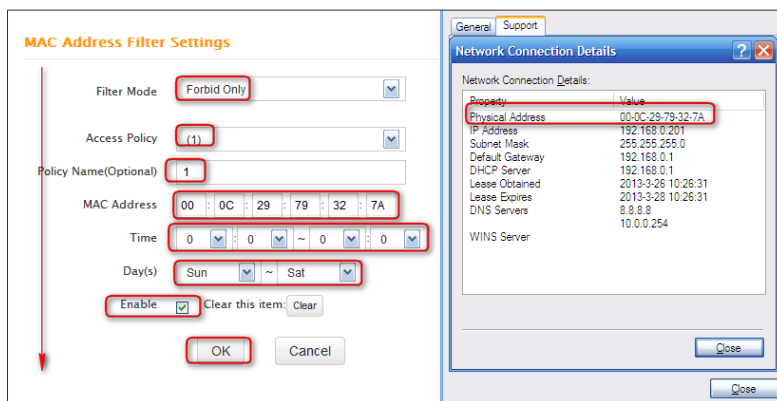 MAC Address Filter Settings
Filter Mode Forbid Only
Access Policy (1)
Policy Name(Optional) 1
MAC Address 00 : 0C : 29 : 79 : 32 : 7A
Time 0 : 0 ~ 0 : 0
Day(s) Sun ~ Sat
Enable Clear this item: Clear
OK Cancel
General Support
Network Connection Details
Network Connection Details:
Property Value
Physical Address 00-0C-29-79-32-7A
IP Address 192.168.0.201
Subnet Mask 255.255.255.0
Default Gateway 192.168.0.1
DHCP Server 192.168.0.1
Lease Obtained 2013-3-26 10:26:31
Lease Expires 2013-3-28 10:26:31
DNS Servers 8.8.8.8
10.0.0.254
WINS Server
Close
Close